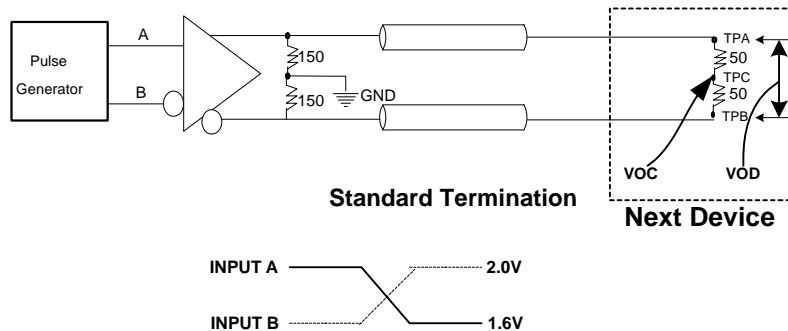 A
B
Pulse
Generator
150
150
GND
TPA
50
TPC
50
TPB
VOC
VOD
Standard Termination
Next Device
INPUT A
2.0V
INPUT B
1.6V